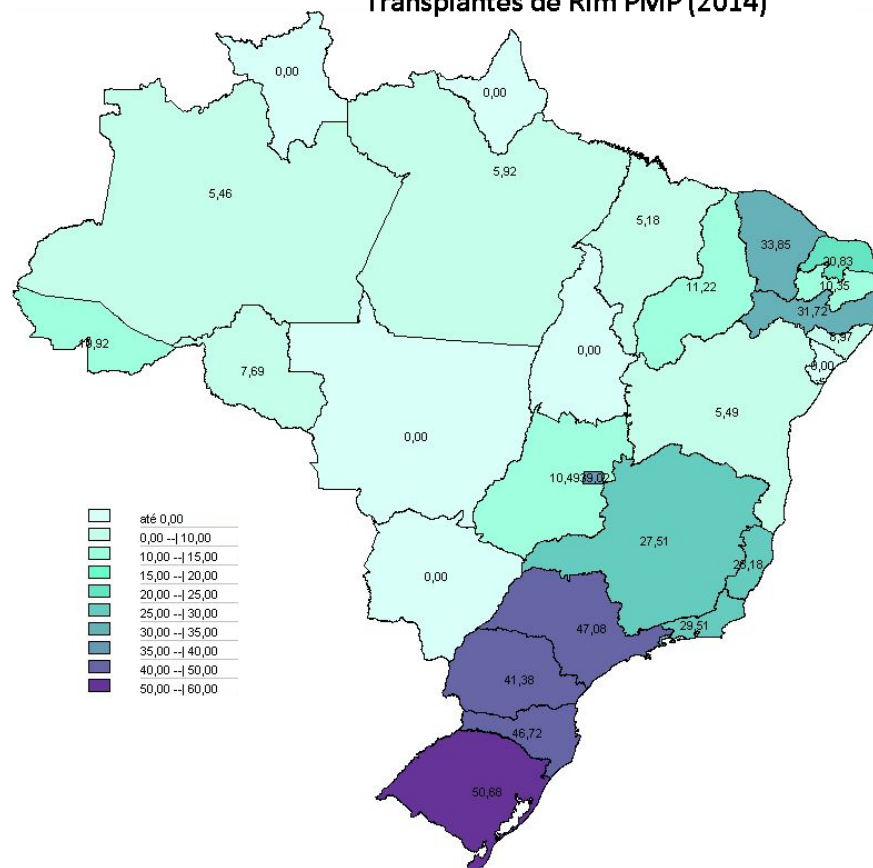 Transplantes de Rim PMP (2014)
0,00
0,00
5,46
5,92
5,18
33,85
20,83
10,35
11,22
31,72
8,97
0,00
7,69
0,00
5,49
0,00
10,49
39,02
27,51
0,00
29,51
47,08
41,38
46,72
50,68
até 0,00
0,00 --| 10,00
10,00 --| 15,00
15,00 --| 20,00
20,00 --| 25,00
25,00 --| 30,00
30,00 --| 35,00
35,00 --| 40,00
40,00 --| 50,00
50,00 --| 60,00